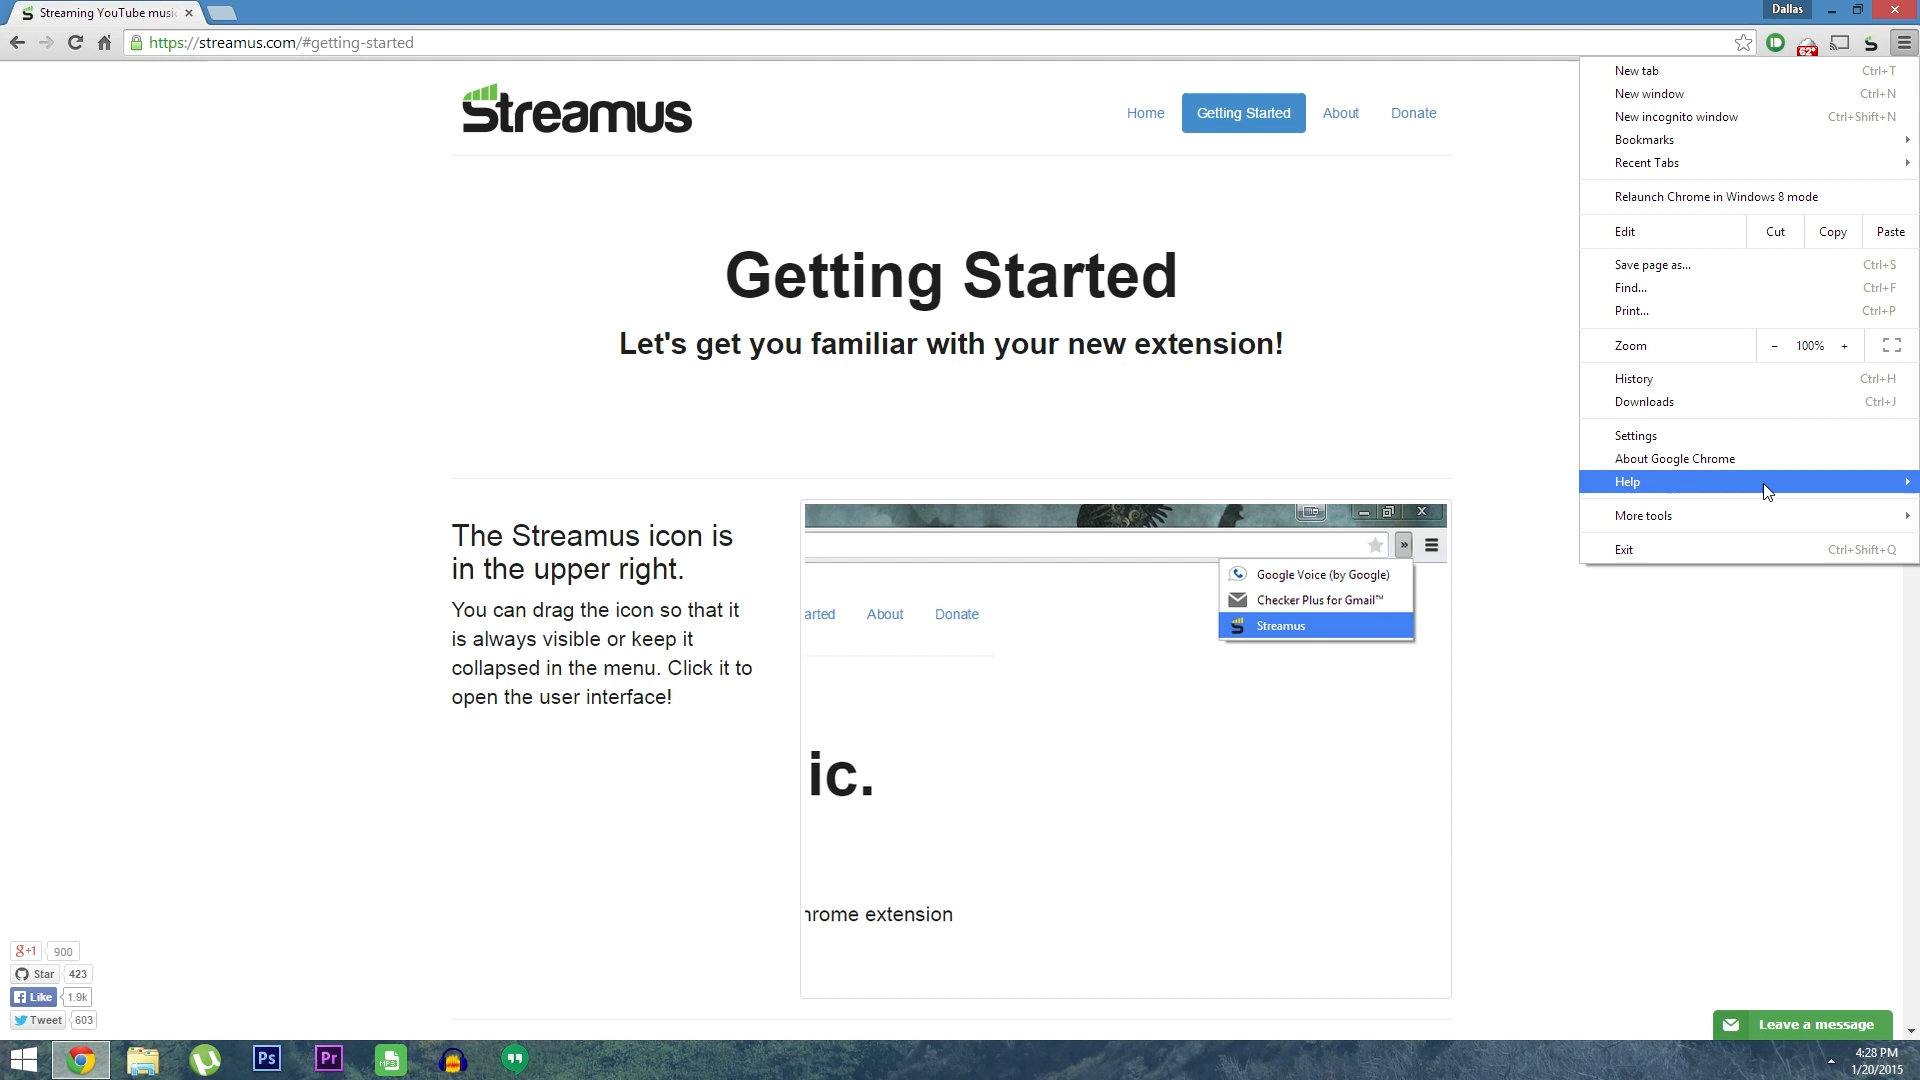 Streaming YouTube musi
Dallas
https://streamus.com/#getting-started
62*
Streamus
Home
Getting Started
About
Donate
Getting Started
Let's get you familiar with your new extension!
The Streamus icon is
in the upper right.
You can drag the icon so that it
is always visible or keep it
collapsed in the menu. Click it to
open the user interface!
»
Google Voice (by Google)
Checker Plus for Gmail™
Streamus
arted
About
Donate
ic.
hrome extension
New tab Ctrl+T
New window Ctrl+N
New incognito window Ctrl+Shift+N
Bookmarks
Recent Tabs
Relaunch Chrome in Windows 8 mode
Edit Cut Copy Paste
Save page as... Ctrl+S
Find... Ctrl+F
Print... Ctrl+P
Zoom − 100% +
History Ctrl+H
Downloads Ctrl+J
Settings
About Google Chrome
Help
More tools
Exit Ctrl+Shift+Q
g+1 900
Star 423
Like 1.9k
Tweet 603
Leave a message
Ps
Pr
MP3
4:28 PM
1/20/2015